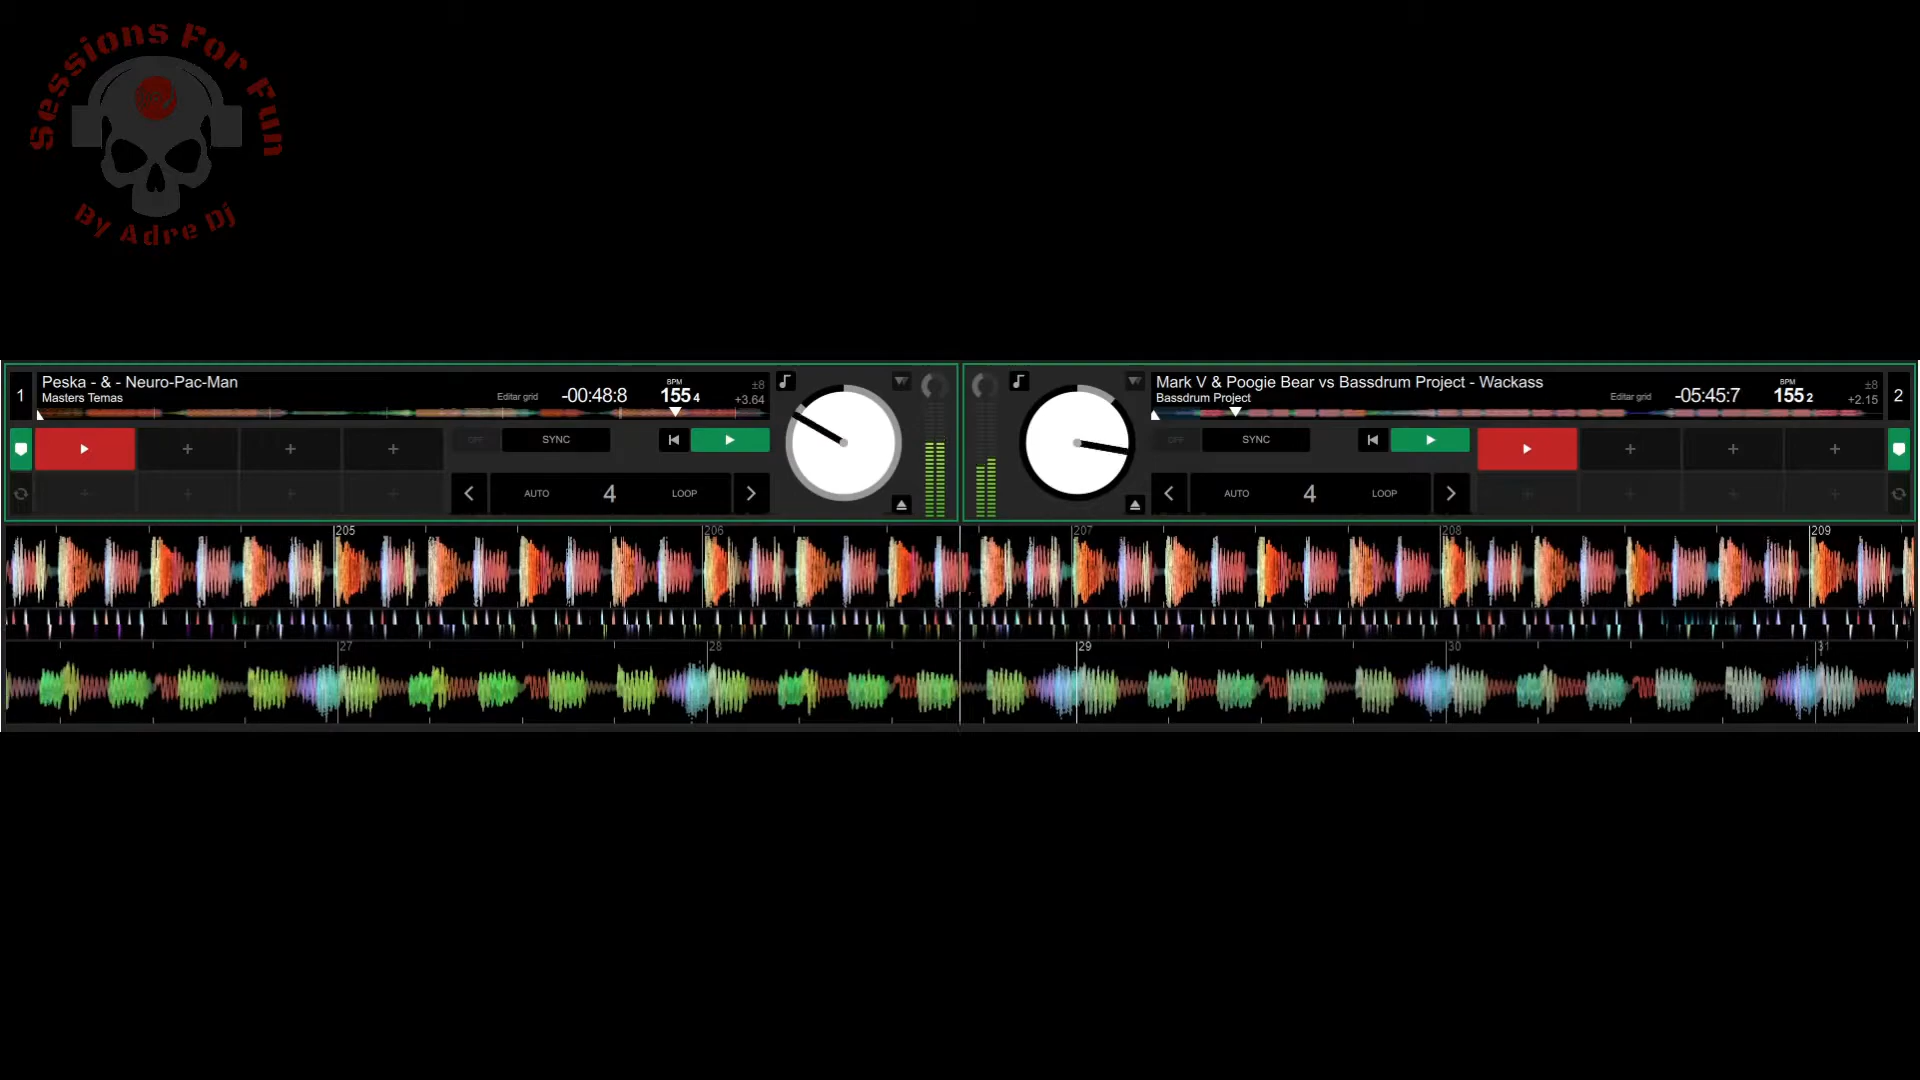 Sessions For Fun
By Adre Dj
1
Peska - & - Neuro-Pac-Man
Masters Temas
Editar grid
-00:48:8
BPM
155 4
±8
+3.64
OFF
SYNC
AUTO
4
LOOP
Mark V & Poogie Bear vs Bassdrum Project - Wackass
Bassdrum Project
Editar grid
-05:45:7
BPM
155 2
±8
+2.15
2
OFF
SYNC
AUTO
4
LOOP
205 206 207 208 209
27 28 29 30 31